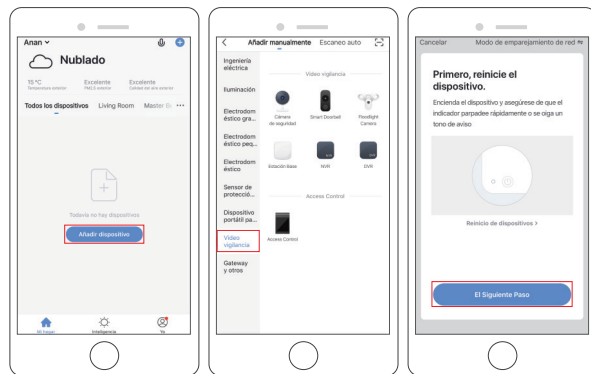 Anan
Nublado
15 °C
Excelente
Excelente
Temperatura exterior
PM2,5 exterior
Calidad del aire exterior
Todos los dispositivos
Living Room
Master
Todavía no hay dispositivos
Añadir dispositivo
Mi hogar
Inteligencia
Yo
Añadir manualmente
Escaneo auto
Ingeniería
eléctrica
Iluminación
Electrodom
éstico gra...
Electrodom
éstico peq...
Electrodom
éstico
Sensor de
protecció...
Dispositivo
portátil pa...
Vídeo
vigilancia
Gateway
y otros
Vídeo vigilancia
Cámara
de seguridad
Smart Doorbell
Floodlight
Camera
Estación Base
NVR
DVR
Access Control
Access Control
Cancelar
Modo de emparejamiento de red
Primero, reinicie el
dispositivo.
Encienda el dispositivo y asegúrese de que el
indicador parpadee rápidamente o se oiga un
tono de aviso
Reinicio de dispositivos >
El Siguiente Paso